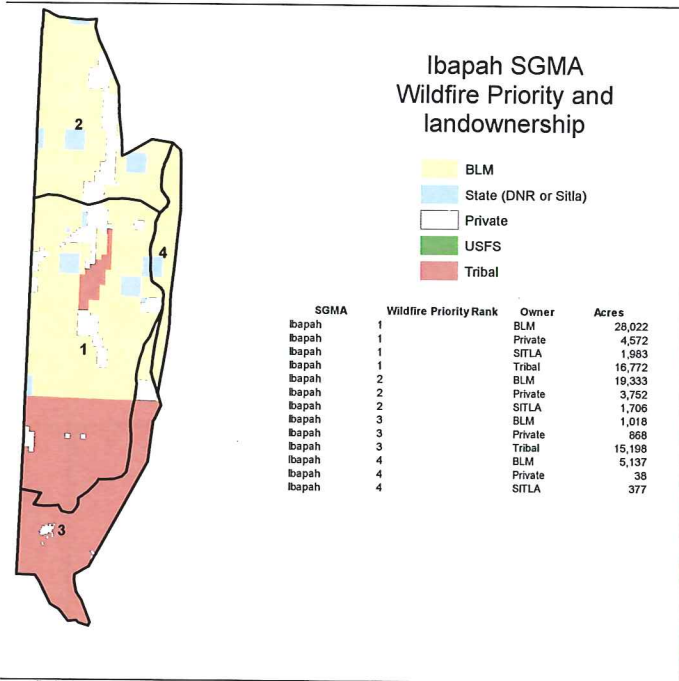 Ibapah SGMA
Wildfire Priority and
landownership
BLM
State (DNR or Sitla)
Private
USFS
Tribal
2
4
1
3
SGMA Wildfire Priority Rank Owner Acres
Ibapah 1 BLM 28,022
Ibapah 1 Private 4,572
Ibapah 1 SITLA 1,983
Ibapah 1 Tribal 16,772
Ibapah 2 BLM 19,333
Ibapah 2 Private 3,752
Ibapah 2 SITLA 1,706
Ibapah 3 BLM 1,018
Ibapah 3 Private 868
Ibapah 3 Tribal 15,198
Ibapah 4 BLM 5,137
Ibapah 4 Private 38
Ibapah 4 SITLA 377